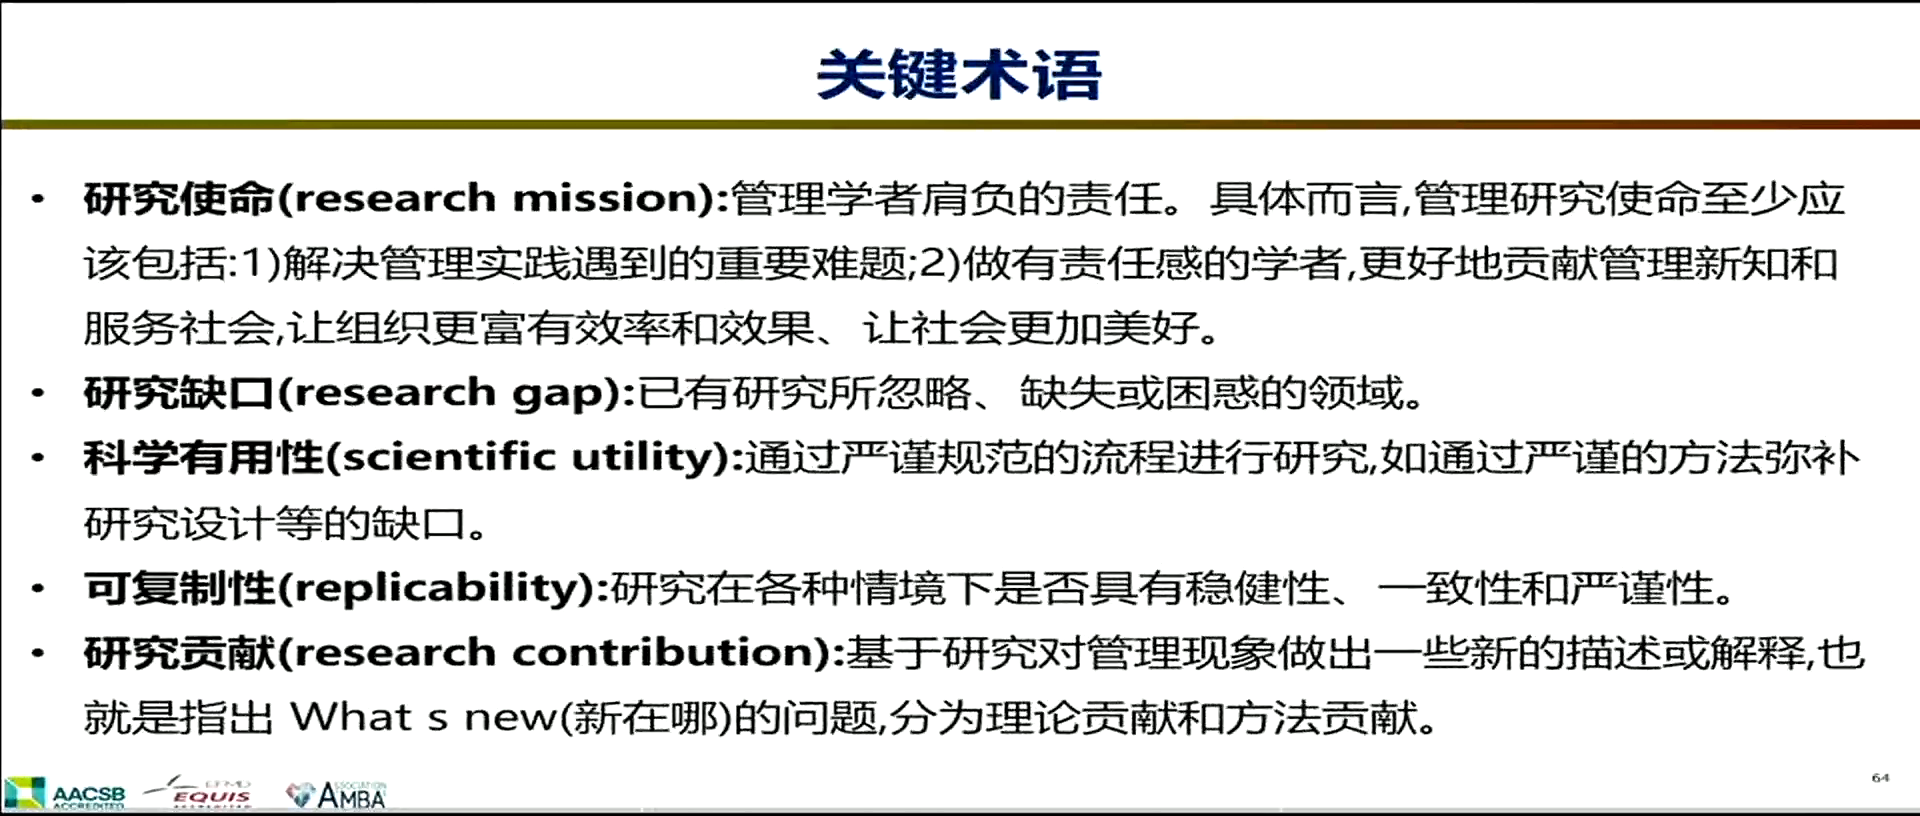 关键术语
• 研究使命(research mission):管理学者肩负的责任。具体而言,管理研究使命至少应
该包括:1)解决管理实践遇到的重要难题;2)做有责任感的学者,更好地贡献管理新知和
服务社会,让组织更富有效率和效果、让社会更加美好。
• 研究缺口(research gap):已有研究所忽略、缺失或困惑的领域。
• 科学有用性(scientific utility):通过严谨规范的流程进行研究,如通过严谨的方法弥补
研究设计等的缺口。
• 可复制性(replicability):研究在各种情境下是否具有稳健性、一致性和严谨性。
• 研究贡献(research contribution):基于研究对管理现象做出一些新的描述或解释,也
就是指出 What s new(新在哪)的问题,分为理论贡献和方法贡献。
64
AACSB
ACCREDITED
EFMD
EQUIS
ACCREDITED
ASSOCIATION
AMBA